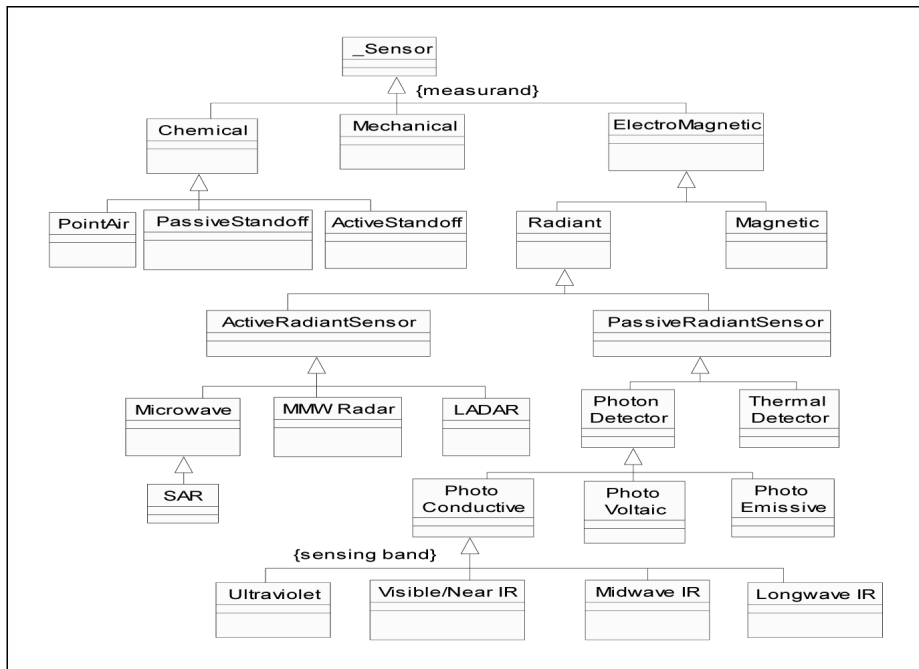 _Sensor
{measurand}
Chemical
Mechanical
ElectroMagnetic
PointAir
PassiveStandoff
ActiveStandoff
Radiant
Magnetic
ActiveRadiantSensor
PassiveRadiantSensor
Microwave
MMW Radar
LADAR
Photon
Detector
Thermal
Detector
SAR
Photo
Conductive
Photo
Voltaic
Photo
Emissive
{sensing band}
Ultraviolet
Visible/Near IR
Midwave IR
Longwave IR